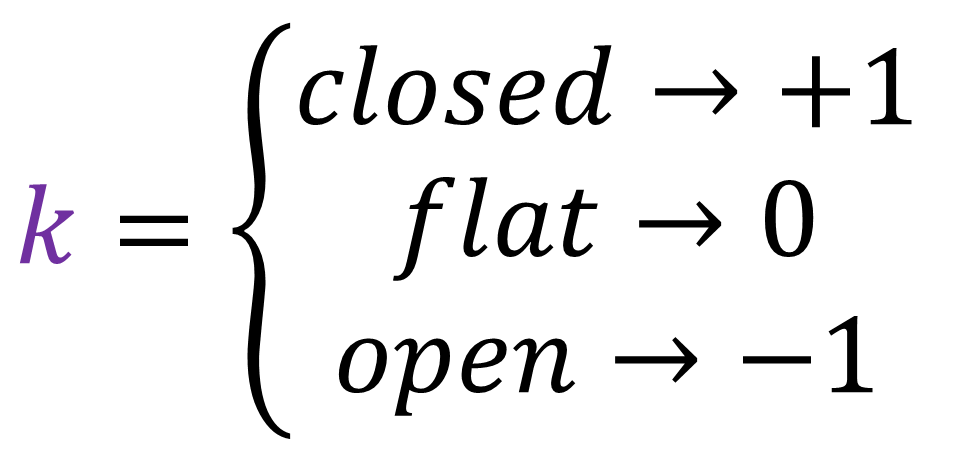 closed → +1
k = { flat → 0
open → −1